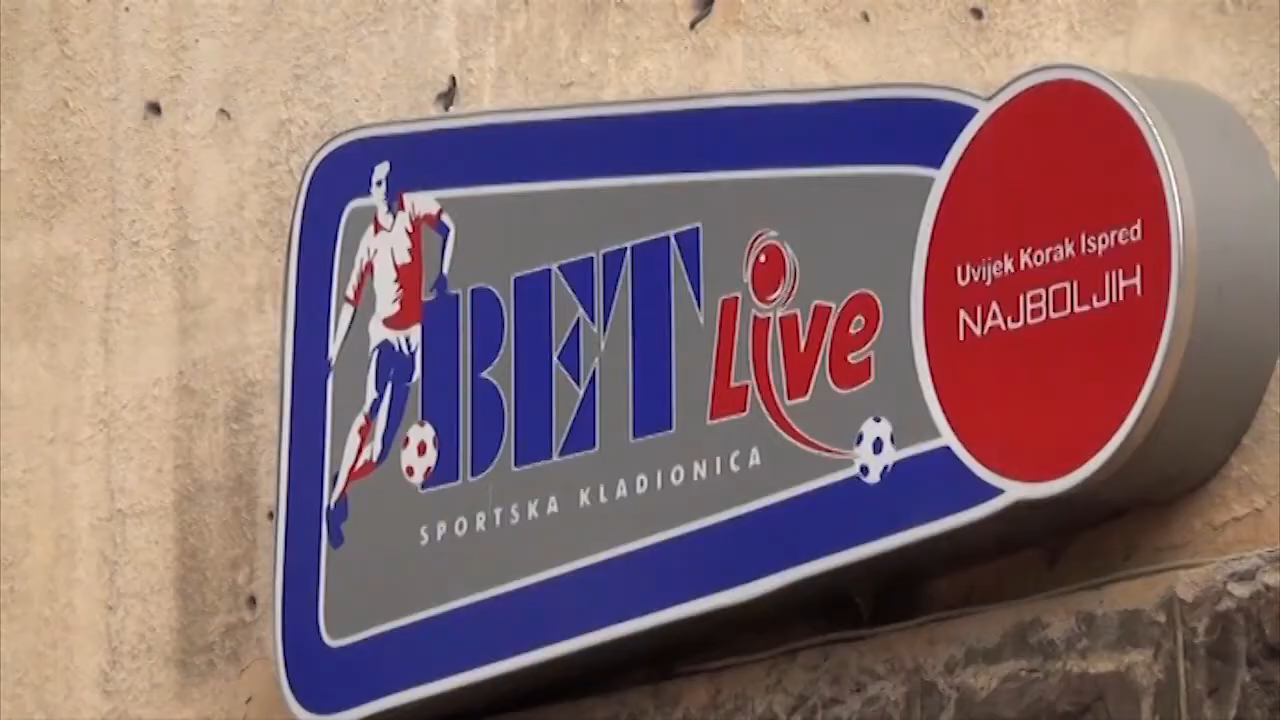 BET Live
SPORTSKA KLADIONICA
Uvijek Korak Ispred
NAJBOLJIH